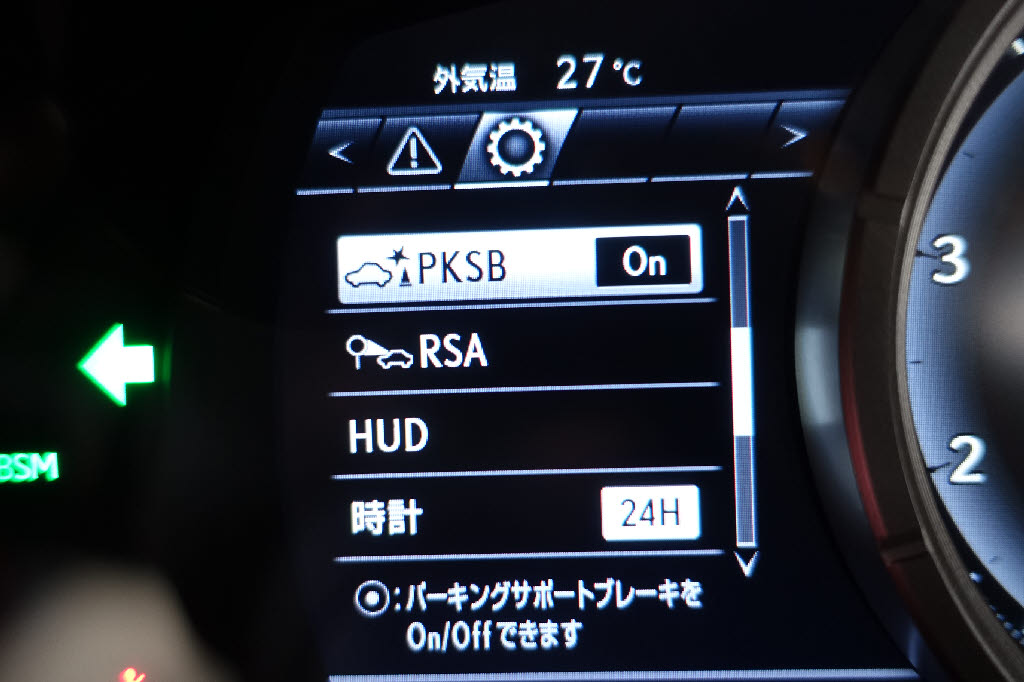 外気温 27℃
PKSB On
RSA
HUD
時計 24H
:パーキングサポートブレーキを
On/Offできます
BSM
3
2